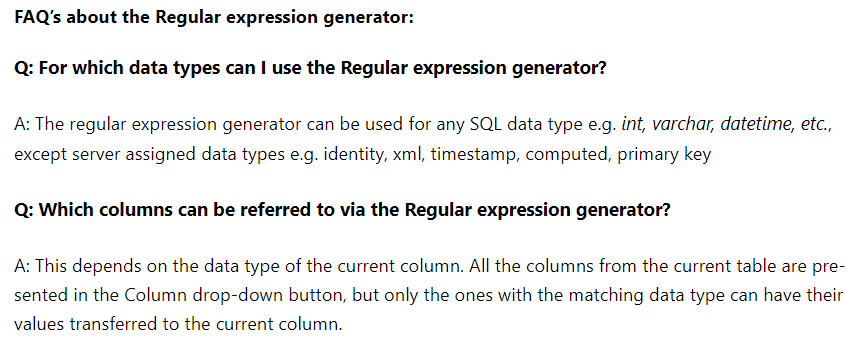 FAQ’s about the Regular expression generator:
Q: For which data types can I use the Regular expression generator?
A: The regular expression generator can be used for any SQL data type e.g. int, varchar, datetime, etc.,
except server assigned data types e.g. identity, xml, timestamp, computed, primary key
Q: Which columns can be referred to via the Regular expression generator?
A: This depends on the data type of the current column. All the columns from the current table are pre-
sented in the Column drop-down button, but only the ones with the matching data type can have their
values transferred to the current column.